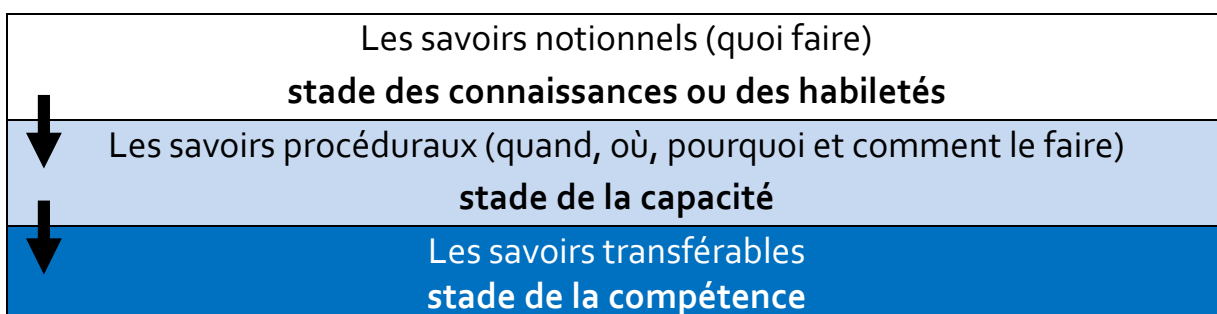 Les savoirs notionnels (quoi faire)
stade des connaissances ou des habiletés
Les savoirs procéduraux (quand, où, pourquoi et comment le faire)
stade de la capacité
Les savoirs transférables
stade de la compétence